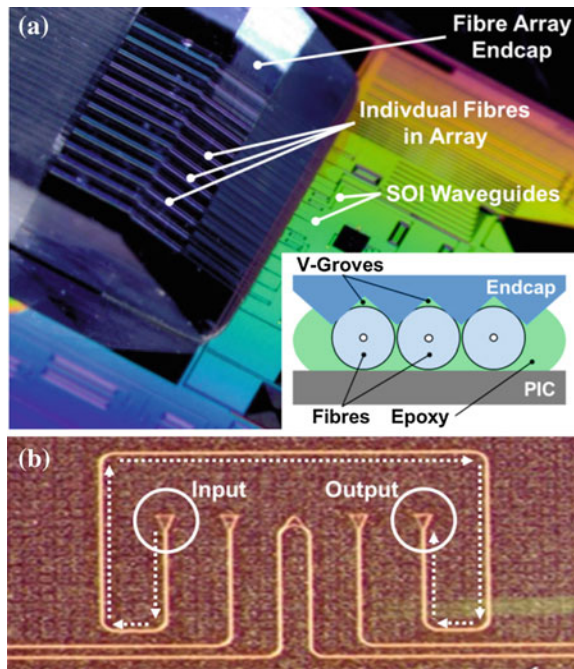 (a)
Fibre Array
Endcap
Indivdual Fibres
in Array
SOI Waveguides
V-Groves
Endcap
Fibres
Epoxy
PIC
(b)
Input
Output